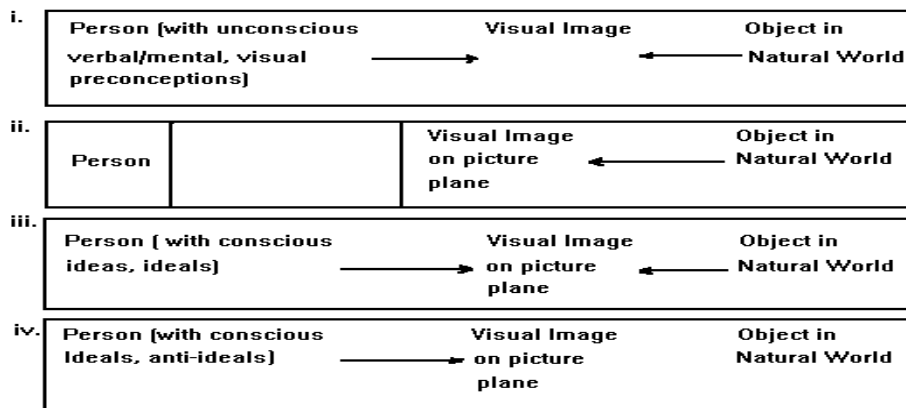 i. Person (with unconscious Visual Image Object in
verbal/mental, visual Natural World
preconceptions)
ii. Visual Image Object in
Person on picture Natural World
plane
iii. Person ( with conscious Visual Image Object in
ideas, ideals) on picture Natural World
plane
iv. Person (with conscious Visual Image Object in
Ideals, anti-ideals) on picture Natural World
plane